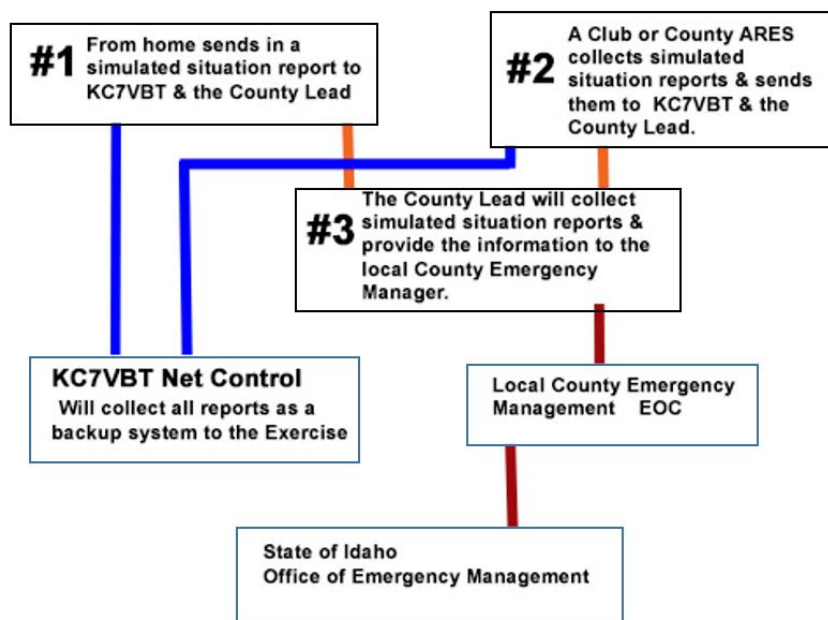 #1
From home sends in a
simulated situation report to
KC7VBT & the County Lead
#2
A Club or County ARES
collects simulated
situation reports & sends
them to KC7VBT & the
County Lead.
#3
The County Lead will collect
simulated situation reports &
provide the information to the
local County Emergency
Manager.
KC7VBT Net Control
Will collect all reports as a
backup system to the Exercise
Local County Emergency
Management EOC
State of Idaho
Office of Emergency Management